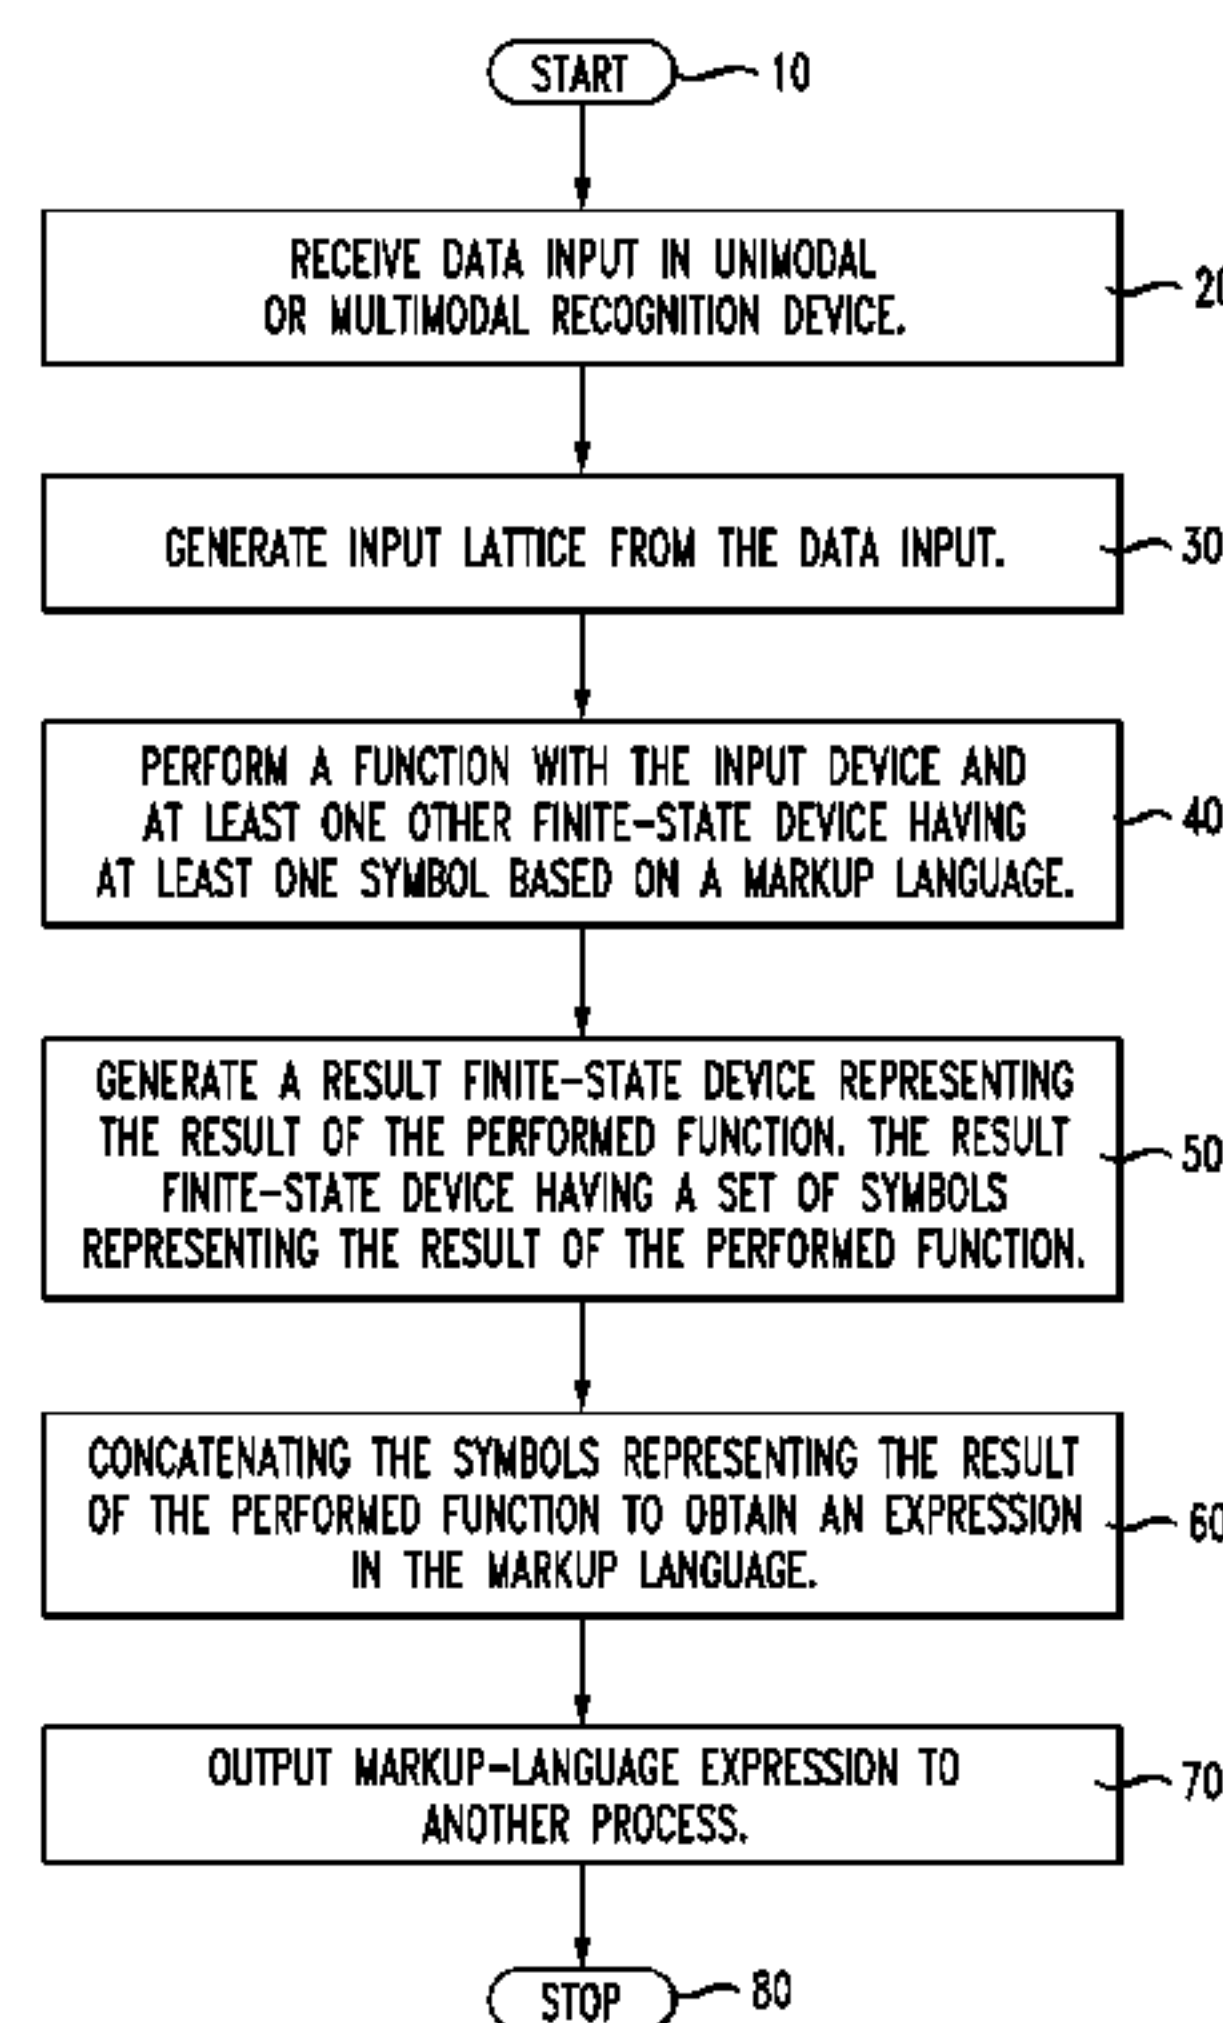 START
10
RECEIVE DATA INPUT IN UNIMODAL
OR MULTIMODAL RECOGNITION DEVICE.
20
GENERATE INPUT LATTICE FROM THE DATA INPUT.
30
PERFORM A FUNCTION WITH THE INPUT DEVICE AND
AT LEAST ONE OTHER FINITE-STATE DEVICE HAVING
AT LEAST ONE SYMBOL BASED ON A MARKUP LANGUAGE.
40
GENERATE A RESULT FINITE-STATE DEVICE REPRESENTING
THE RESULT OF THE PERFORMED FUNCTION. THE RESULT
FINITE-STATE DEVICE HAVING A SET OF SYMBOLS
REPRESENTING THE RESULT OF THE PERFORMED FUNCTION.
50
CONCATENATING THE SYMBOLS REPRESENTING THE RESULT
OF THE PERFORMED FUNCTION TO OBTAIN AN EXPRESSION
IN THE MARKUP LANGUAGE.
60
OUTPUT MARKUP-LANGUAGE EXPRESSION TO
ANOTHER PROCESS.
70
STOP
80